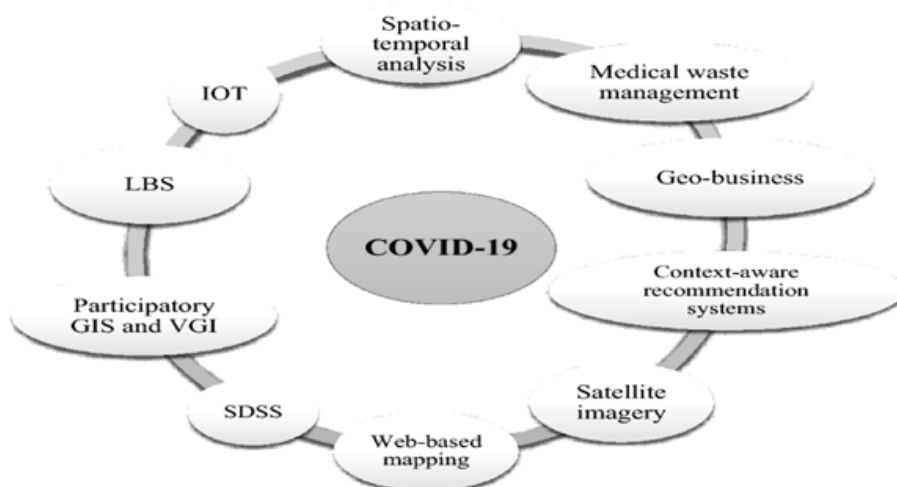 Spatio-
temporal
analysis
Medical waste
management
Geo-business
Context-aware
recommendation
systems
Satellite
imagery
Web-based
mapping
SDSS
Participatory
GIS and VGI
LBS
IOT
COVID-19